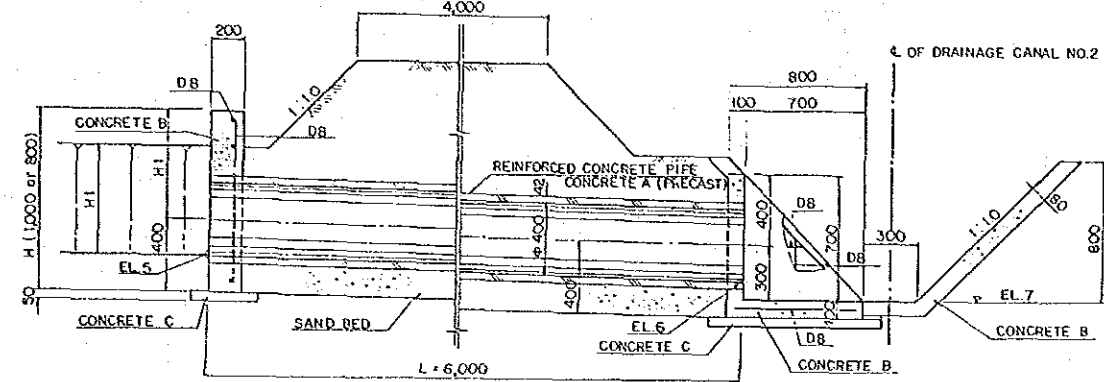 4,000
200
℄ OF DRAINAGE CANAL NO.2
D8
800
100
700
1:10
CONCRETE B
D8
REINFORCED CONCRETE PIPE
CONCRETE A (PRECAST)
H (1,000 or 800)
H1
H1
42
400
D8
1:10
80
400
700
300
800
400
D8
EL.5
300
400
EL.7
50
CONCRETE C
SAND BED
EL.6
CONCRETE C
D8
CONCRETE B
CONCRETE B
L = 6,000